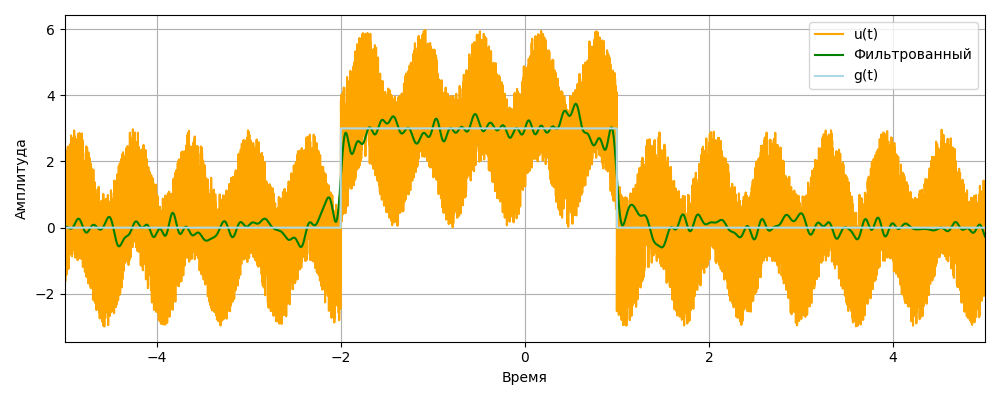 6
4
2
0
−2
−4
−2
0
2
4
Амплитуда
Время
u(t)
Фильтрованный
g(t)